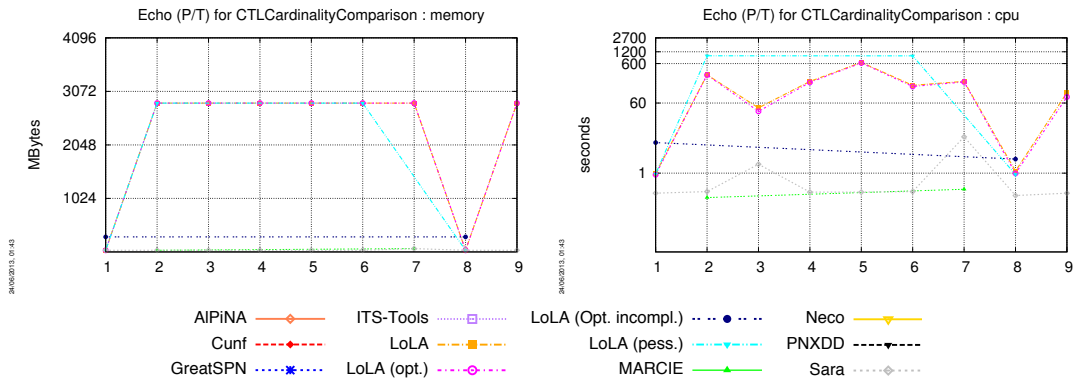 Echo (P/T) for CTLCardinalityComparison : memory
4096
3072
2048
1024
MBytes
1 2 3 4 5 6 7 8 9
24/06/2013, 01:43
Echo (P/T) for CTLCardinalityComparison : cpu
2700
1200
600
60
1
seconds
1 2 3 4 5 6 7 8 9
24/06/2013, 01:43
AlPiNA ITS-Tools LoLA (Opt. incompl.) Neco
Cunf LoLA LoLA (pess.) PNXDD
GreatSPN LoLA (opt.) MARCIE Sara